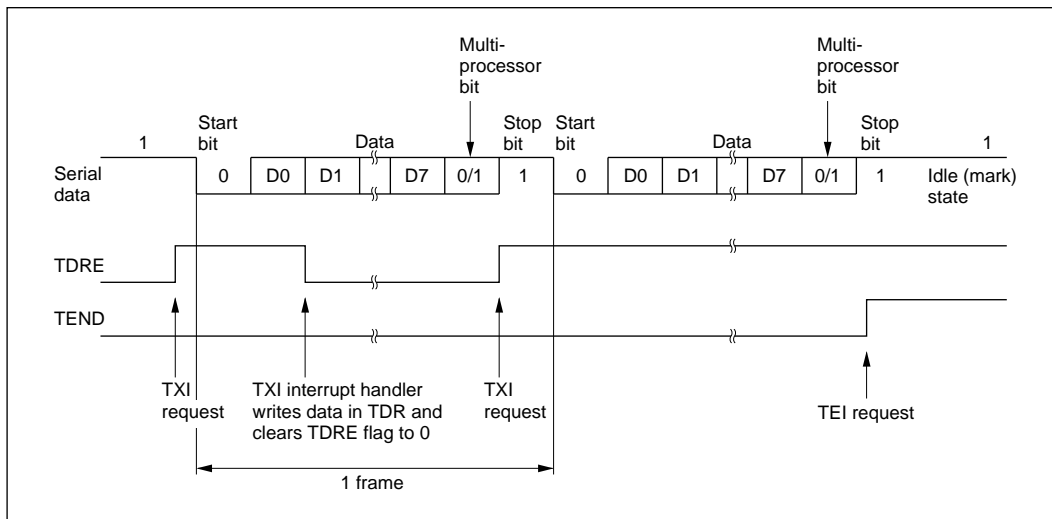 Multi-
processor
bit
Multi-
processor
bit
1
Start
bit
Data
Stop
bit
Start
bit
Data
Stop
bit
1
Serial
data
0 D0 D1 D7 0/1 1 0 D0 D1 D7 0/1 1
Idle (mark)
state
TDRE
TEND
TXI
request
TXI interrupt handler
writes data in TDR and
clears TDRE flag to 0
TXI
request
TEI request
1 frame